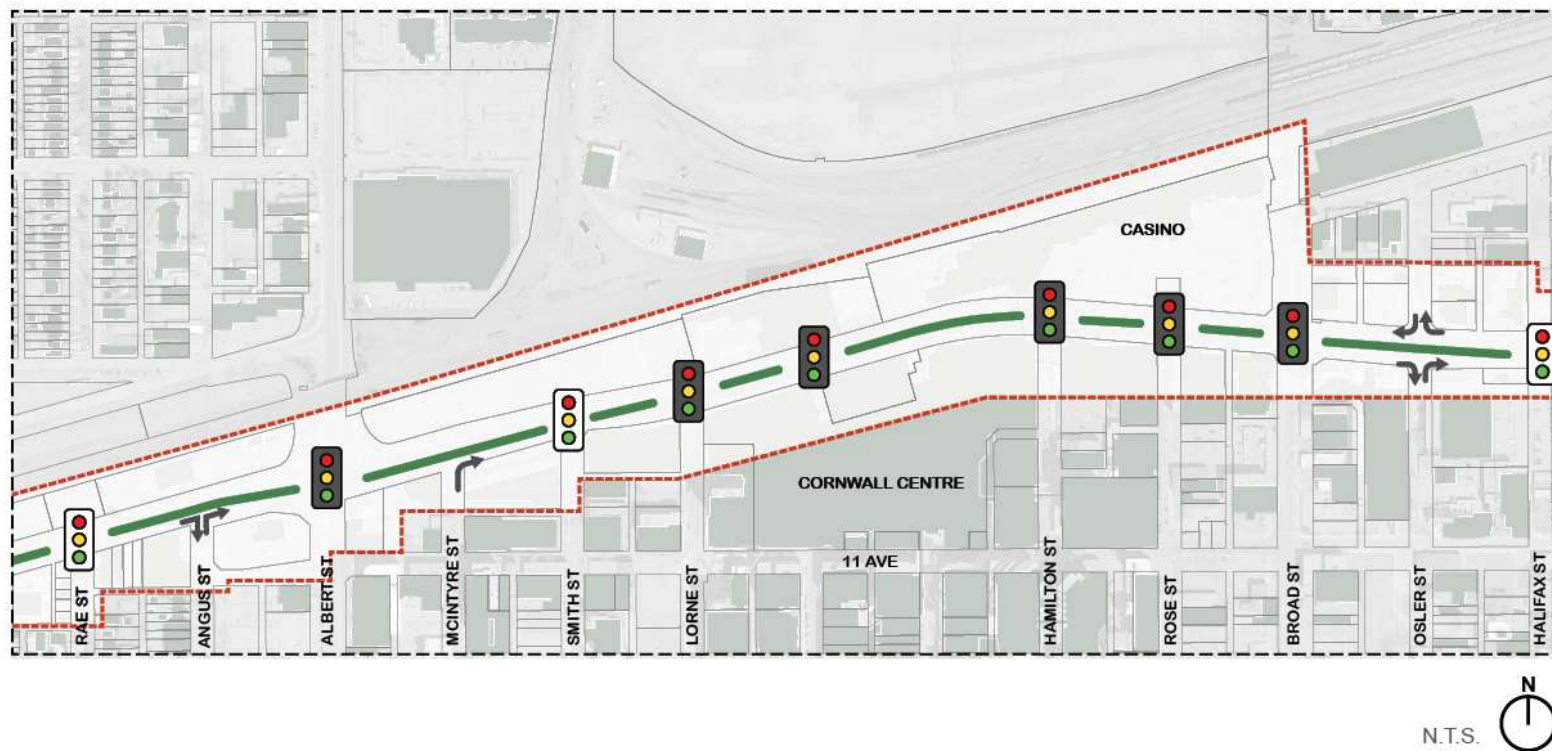 CASINO
CORNWALL CENTRE
11 AVE
RAE ST
ANGUS ST
ALBERT ST
MCINTYRE ST
SMITH ST
LORNE ST
HAMILTON ST
ROSE ST
BROAD ST
OSLER ST
HALIFAX ST
N
N.T.S.